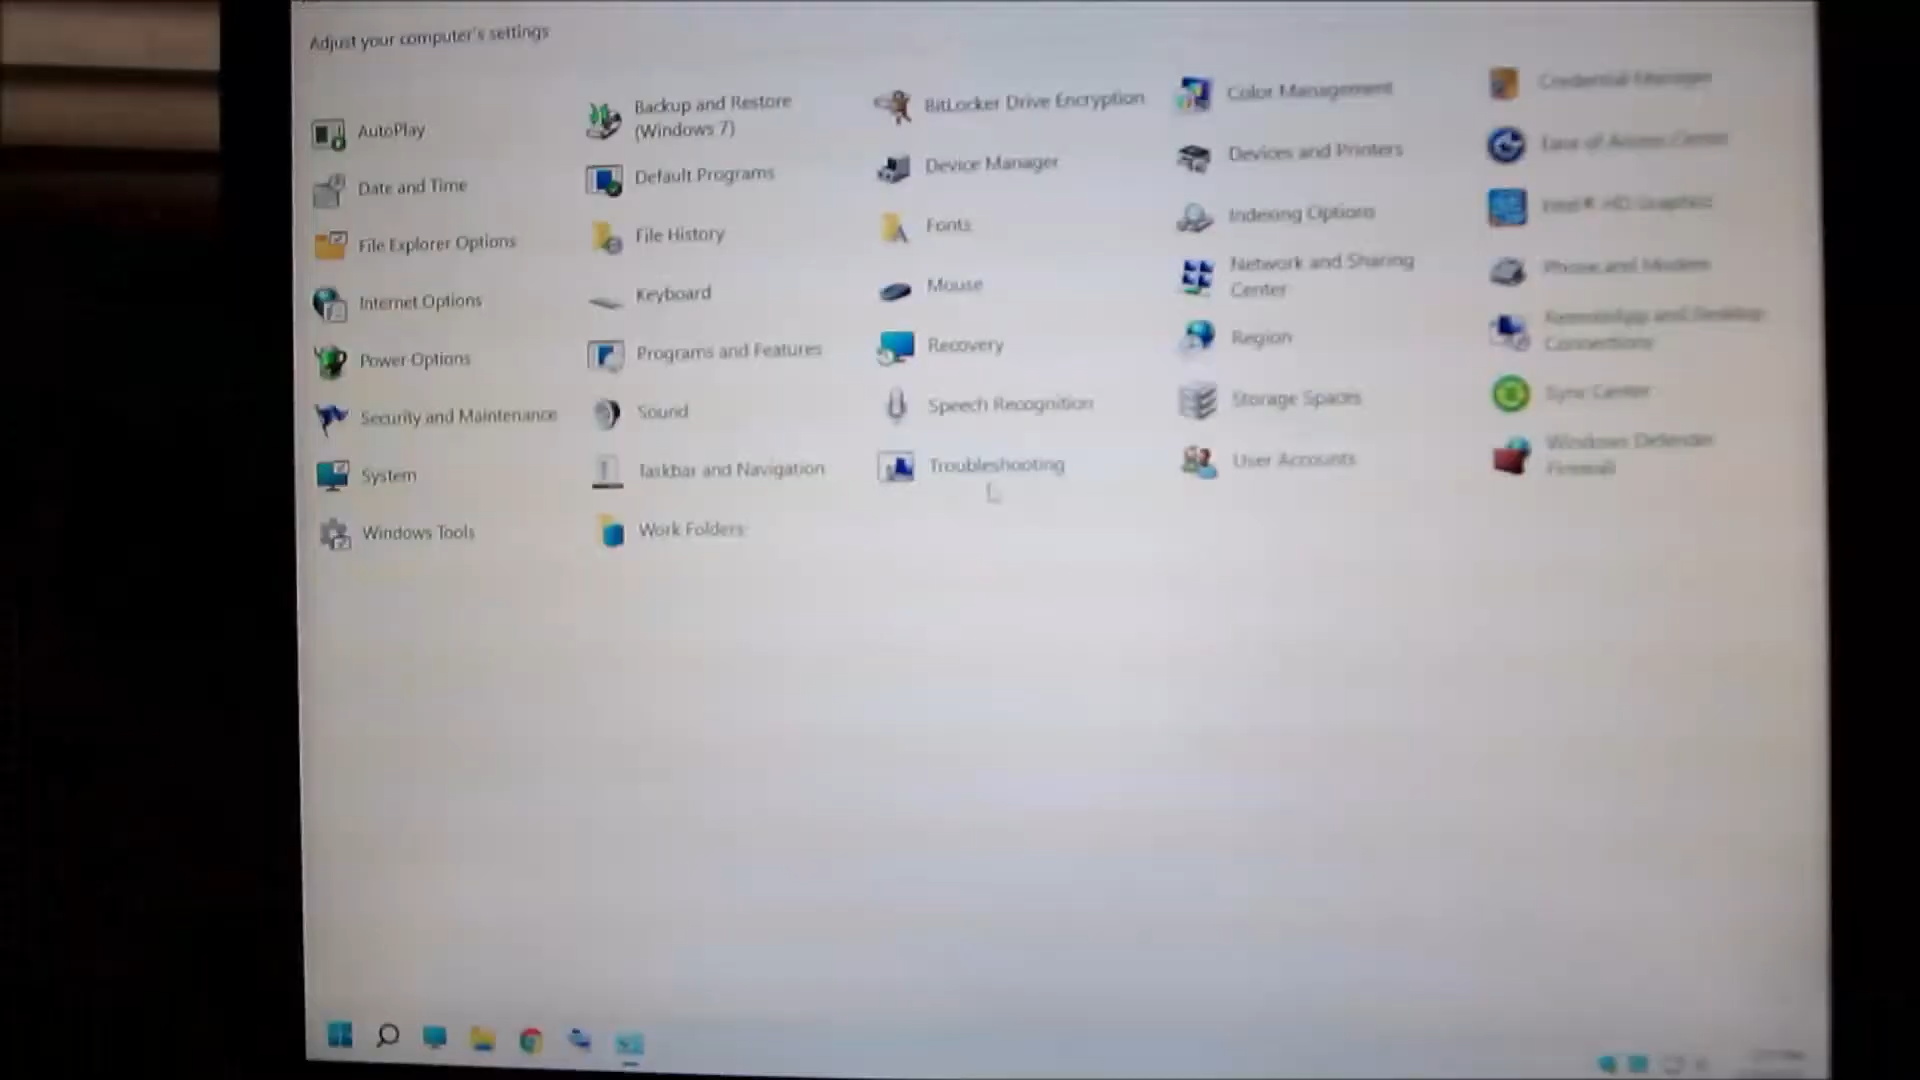 Adjust your computer's settings
AutoPlay
Backup and Restore
(Windows 7)
BitLocker Drive Encryption
Color Management
Credential Manager
Date and Time
Default Programs
Device Manager
Devices and Printers
Ease of Access Center
File Explorer Options
File History
Fonts
Indexing Options
Intel® HD Graphics
Internet Options
Keyboard
Mouse
Network and Sharing
Center
Phone and Modem
Power Options
Programs and Features
Recovery
Region
RemoteApp and Desktop
Connections
Security and Maintenance
Sound
Speech Recognition
Storage Spaces
Sync Center
System
Taskbar and Navigation
Troubleshooting
User Accounts
Windows Defender
Firewall
Windows Tools
Work Folders